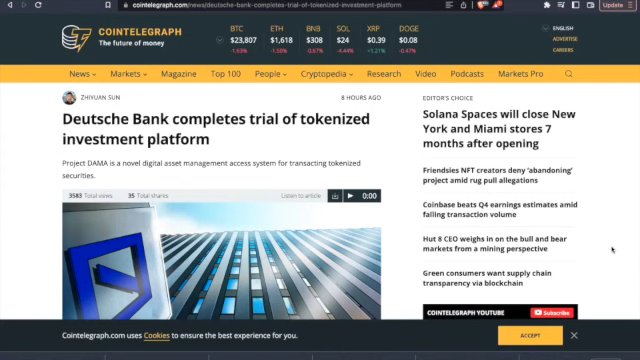 cointelegraph.com/news/deutsche-bank-completes-trial-of-tokenized-investment-platform
Update
COINTELEGRAPH
The future of money
BTC
$23,807
-1.93%
ETH
$1,618
BNB
$308
SOL
$24
-4.44%
XRP
$0.39
+1.21%
DOGE
$0.08
-0.47%
ENGLISH
ADVERTISE
CAREERS
News
Markets
Magazine
Top 100
People
Cryptopedia
Research
Video
Podcasts
Markets Pro
ZHIYUAN SUN
8 HOURS AGO
Deutsche Bank completes trial of tokenized
investment platform
Project DAMA is a novel digital asset management access system for transacting tokenized
securities.
3583 Total views
35 Total shares
Listen to article
0:00
EDITOR'S CHOICE
Solana Spaces will close New
York and Miami stores 7
months after opening
Friendsies NFT creators deny 'abandoning'
project amid rug pull allegations
Coinbase beats Q4 earnings estimates amid
falling transaction volume
Hut 8 CEO weighs in on the bull and bear
markets from a mining perspective
Green consumers want supply chain
transparency via blockchain
COINTELEGRAPH YOUTUBE
Subscribe
Cointelegraph.com uses Cookies to ensure the best experience for you.
ACCEPT